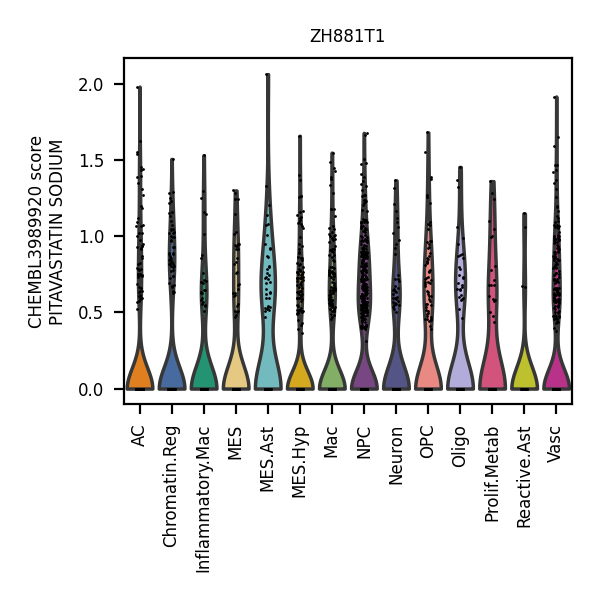 ZH881T1
CHEMBL3989920 score
PITAVASTATIN SODIUM
2.0
1.5
1.0
0.5
0.0
AC
Chromatin.Reg
Inflammatory.Mac
MES
MES.Ast
MES.Hyp
Mac
NPC
Neuron
OPC
Oligo
Prolif.Metab
Reactive.Ast
Vasc